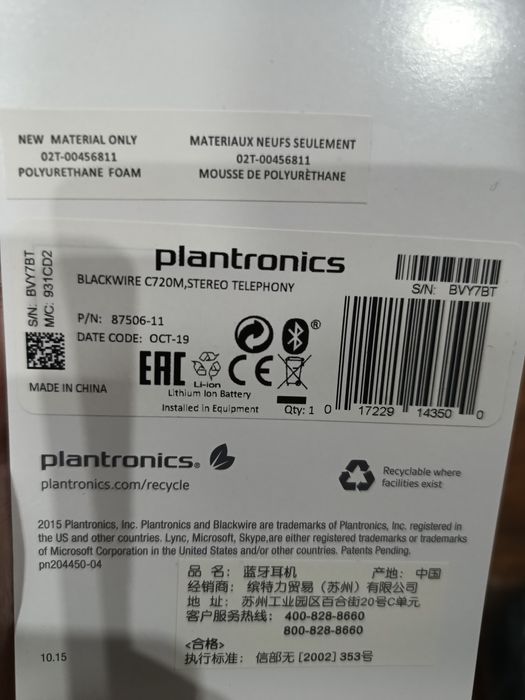 NEW MATERIAL ONLY
02T-00456811
POLYURETHANE FOAM
MATERIAUX NEUFS SEULEMENT
02T-00456811
MOUSSE DE POLYURÈTHANE
S/N: BVY7BT
M/C: 931CD2
plantronics
BLACKWIRE C720M,STEREO TELEPHONY
S/N: BVY7BT
P/N: 87506-11
DATE CODE: OCT-19
®
EAC
Li-ion
CE
MADE IN CHINA
Lithium Ion Battery
Installed in Equipment
Qty: 1
0 17229 14350 0
plantronics®
plantronics.com/recycle
Recyclable where
facilities exist
2015 Plantronics, Inc. Plantronics and Blackwire are trademarks of Plantronics, Inc. registered in
the US and other countries. Lync, Microsoft, Skype,are either registered trademarks or trademarks
of Microsoft Corporation in the United States and/or other countries. Patents Pending.
pn204450-04
品 名: 蓝牙耳机 产地: 中国
经销商: 缤特力贸易（苏州）有限公司
地 址: 苏州工业园区百合街20号C单元
客户服务热线: 400-828-8660
800-828-8660
<合格>
执行标准: 信部无 [2002] 353号
10.15